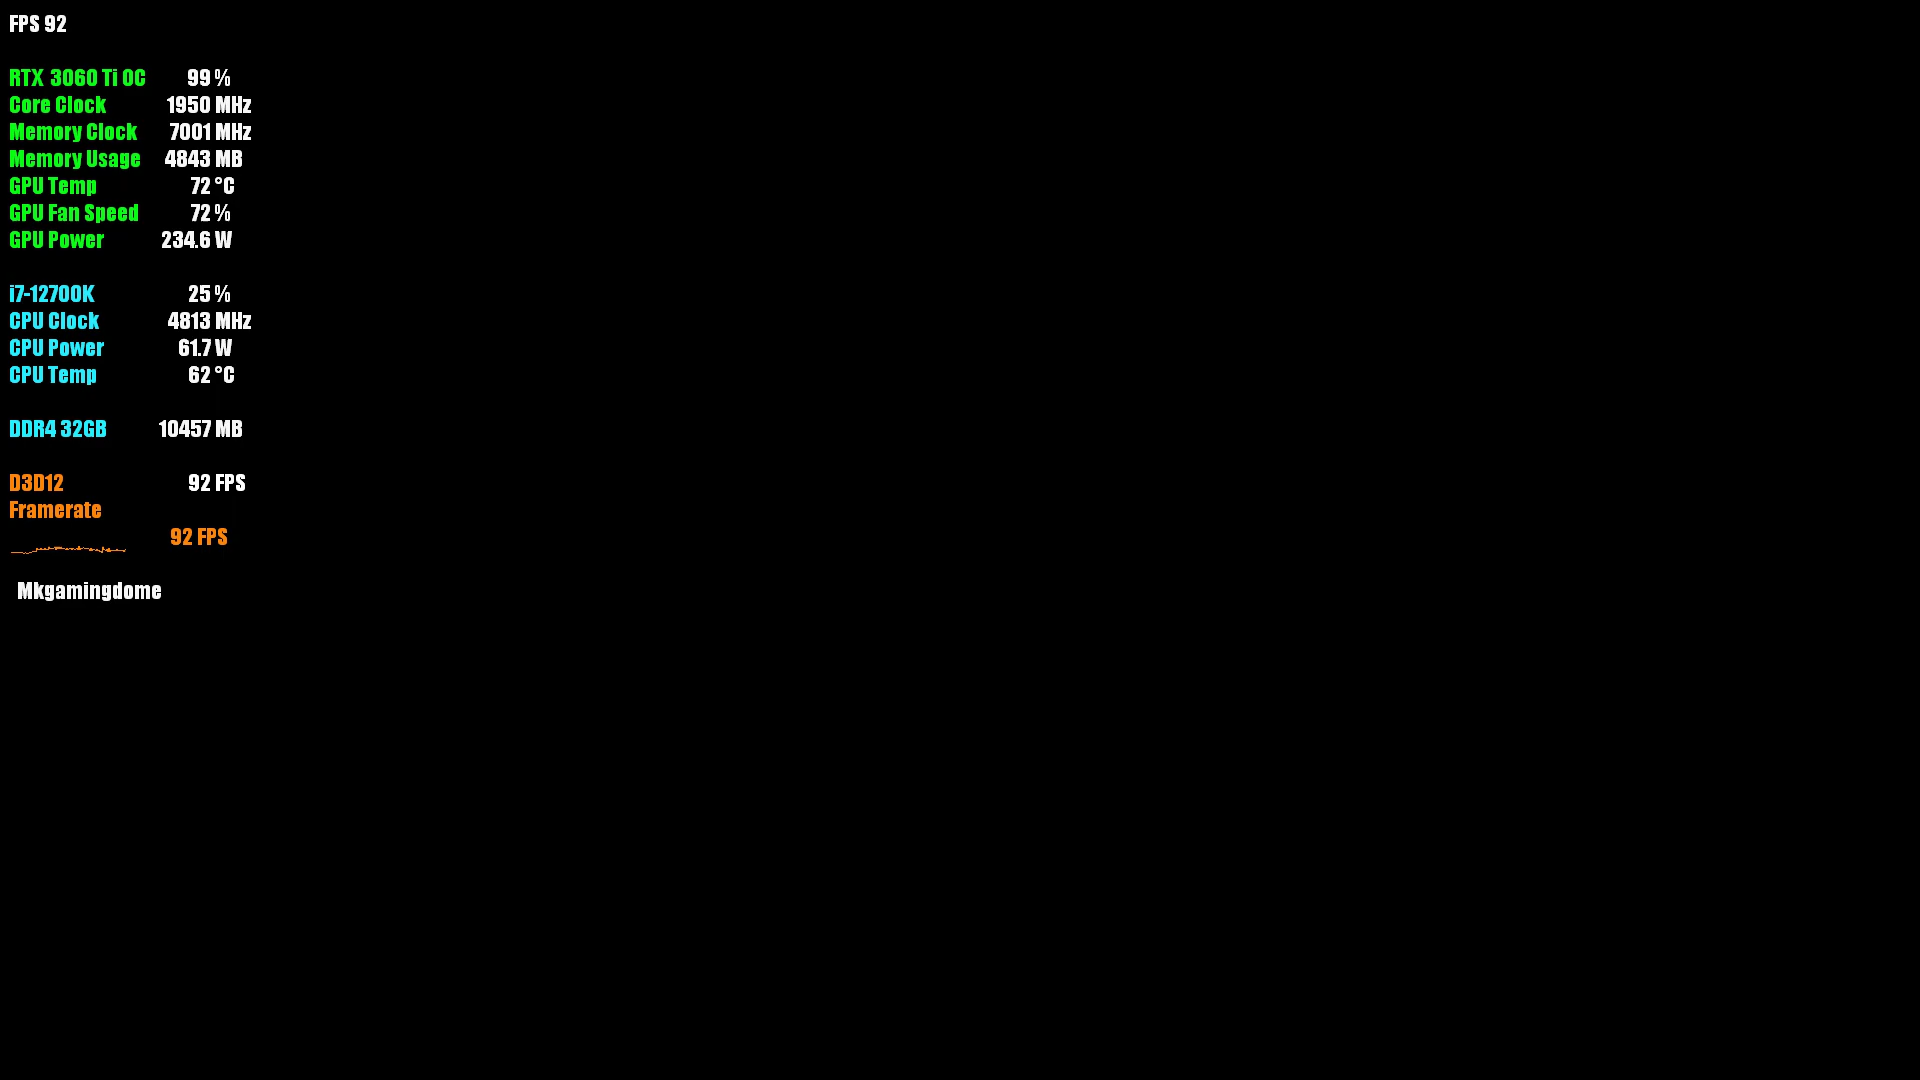 FPS 92
RTX 3060 Ti OC 99 %
Core Clock 1950 MHz
Memory Clock 7001 MHz
Memory Usage 4843 MB
GPU Temp 72 °C
GPU Fan Speed 72 %
GPU Power 234.6 W
i7-12700K 25 %
CPU Clock 4813 MHz
CPU Power 61.7 W
CPU Temp 62 °C
DDR4 32GB 10457 MB
D3D12 92 FPS
Framerate
92 FPS
Mkgamingdome